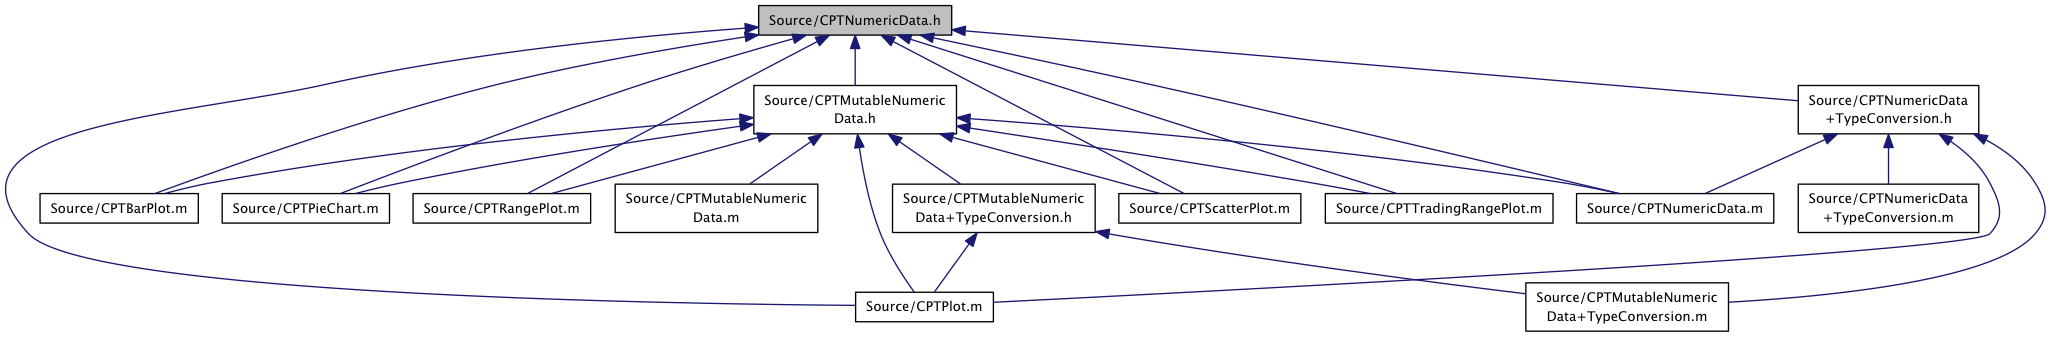 Source/CPTNumericData.h
Source/CPTMutableNumeric
Data.h
Source/CPTNumericData
+TypeConversion.h
Source/CPTBarPlot.m
Source/CPTPieChart.m
Source/CPTRangePlot.m
Source/CPTMutableNumeric
Data.m
Source/CPTMutableNumeric
Data+TypeConversion.h
Source/CPTScatterPlot.m
Source/CPTTradingRangePlot.m
Source/CPTNumericData.m
Source/CPTNumericData
+TypeConversion.m
Source/CPTPlot.m
Source/CPTMutableNumeric
Data+TypeConversion.m